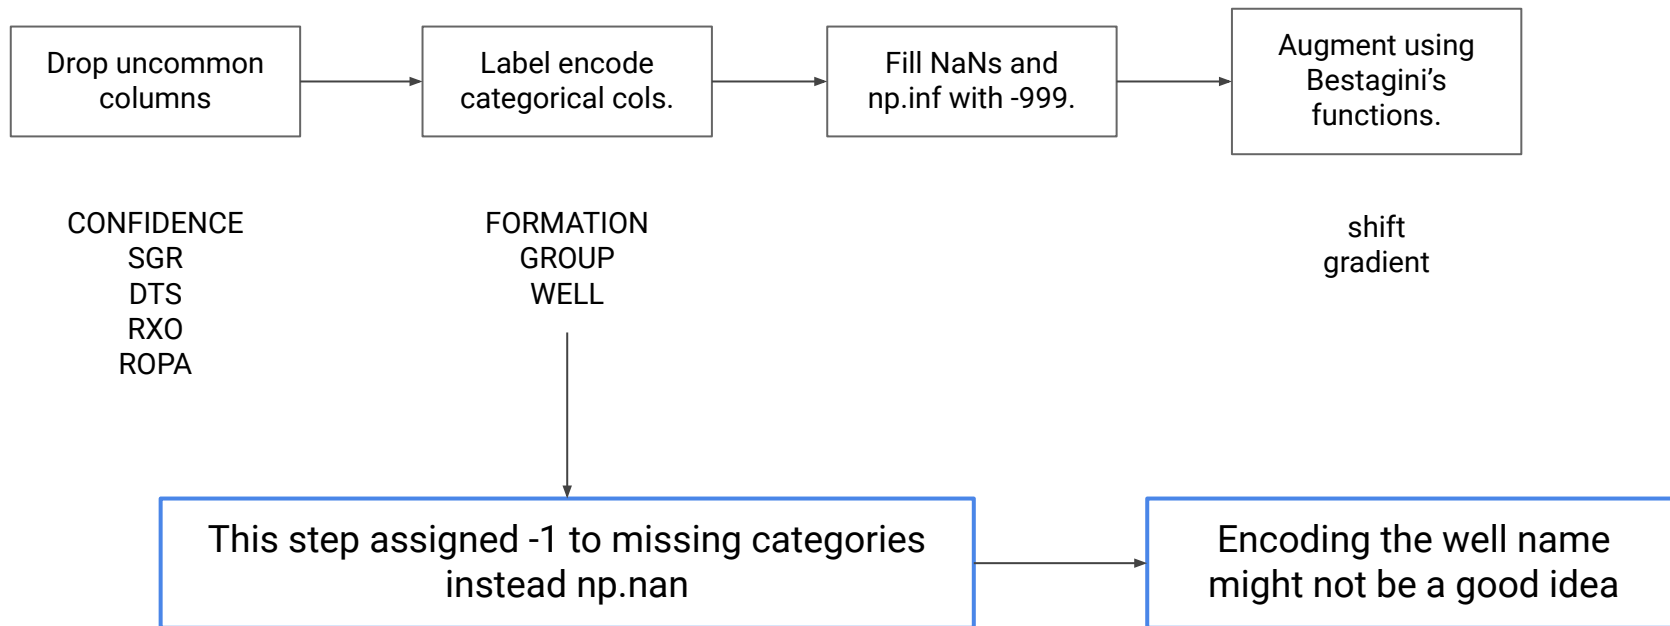 Drop uncommon
columns
Label encode
categorical cols.
Fill NaNs and
np.inf with -999.
Augment using
Bestagini’s
functions.
CONFIDENCE
SGR
DTS
RXO
ROPA
FORMATION
GROUP
WELL
shift
gradient
This step assigned -1 to missing categories
instead np.nan
Encoding the well name
might not be a good idea